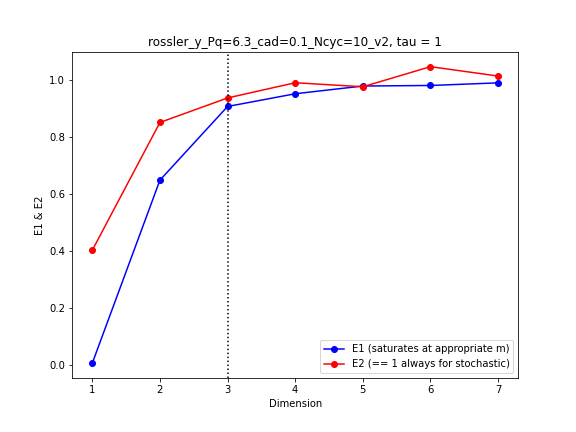 rossler_y_Pq=6.3_cad=0.1_Ncyc=10_v2, tau = 1
E1 & E2
1.0
0.8
0.6
0.4
0.2
0.0
E1 (saturates at appropriate m)
E2 (== 1 always for stochastic)
1 2 3 4 5 6 7
Dimension